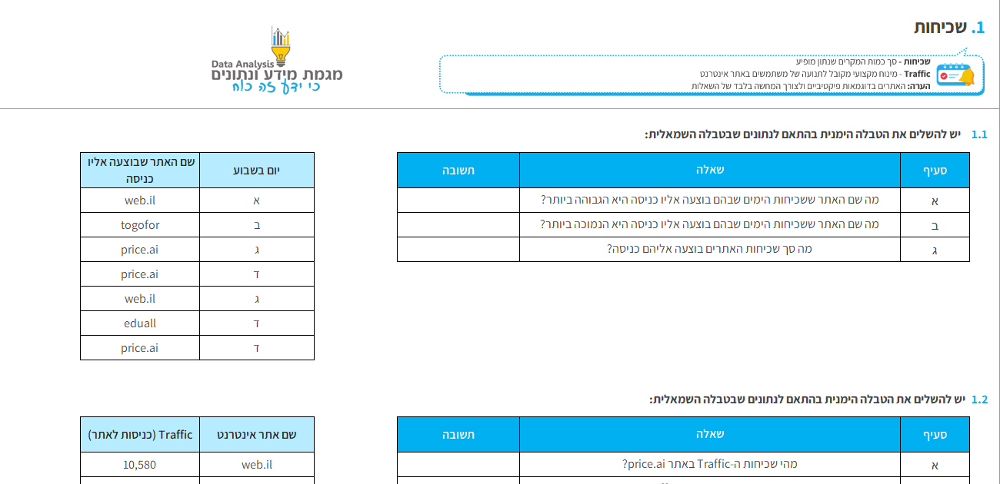 1. שכיחות
שכיחות - סך כמות המקרים שנתון מופיע
Traffic - מינוח מקצועי מקובל לתנועה של משתמשים באתר אינטרנט
הערה: האתרים בדוגמאות פיקטיביים ולצורך המחשה בלבד של השאלות
Data Analysis
מגמת מידע ונתונים
כי ידע זה כוח
1.1 יש להשלים את הטבלה הימנית בהתאם לנתונים שבטבלה השמאלית:
סעיף שאלה תשובה
א מה שם האתר ששכיחות הימים שבהם בוצעה אליו כניסה היא הגבוהה ביותר?
ב מה שם האתר ששכיחות הימים שבהם בוצעה אליו כניסה היא הנמוכה ביותר?
ג מה סך שכיחות האתרים בוצעה אליהם כניסה?
יום בשבוע שם האתר שבוצעה אליו
כניסה
א web.il
ב togofor
ג price.ai
ד price.ai
ג web.il
ד eduall
ד price.ai
1.2 יש להשלים את הטבלה הימנית בהתאם לנתונים שבטבלה השמאלית:
סעיף שאלה תשובה
א מהי שכיחות ה-Traffic באתר price.ai?
שם אתר אינטרנט Traffic (כניסות לאתר)
web.il 10,580